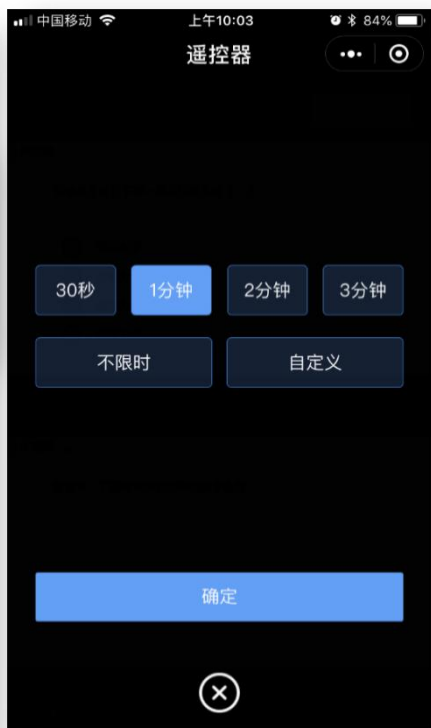 中国移动 上午10:03 84%
遥控器
30秒 1分钟 2分钟 3分钟
不限时 自定义
确定